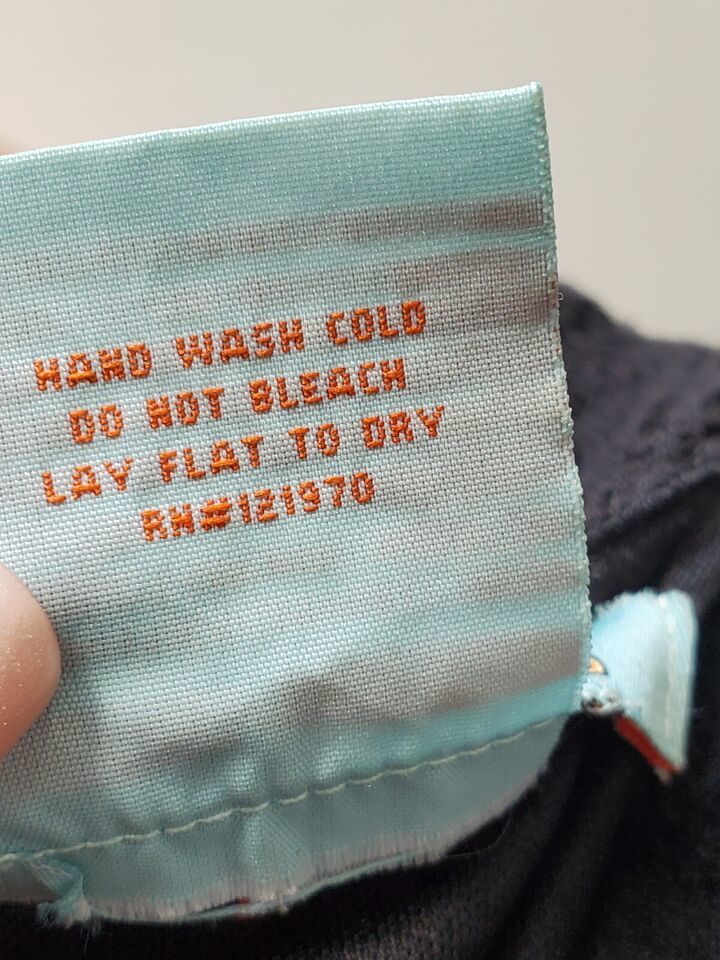 HAND WASH COLD
DO NOT BLEACH
LAY FLAT TO DRY
RN#121970